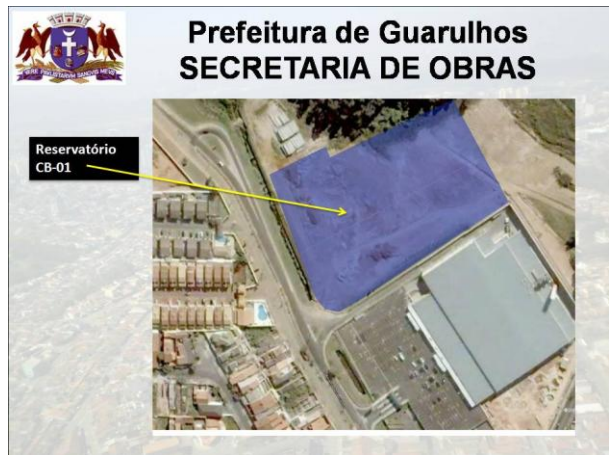 Prefeitura de Guarulhos
SECRETARIA DE OBRAS
Reservatório
CB-01